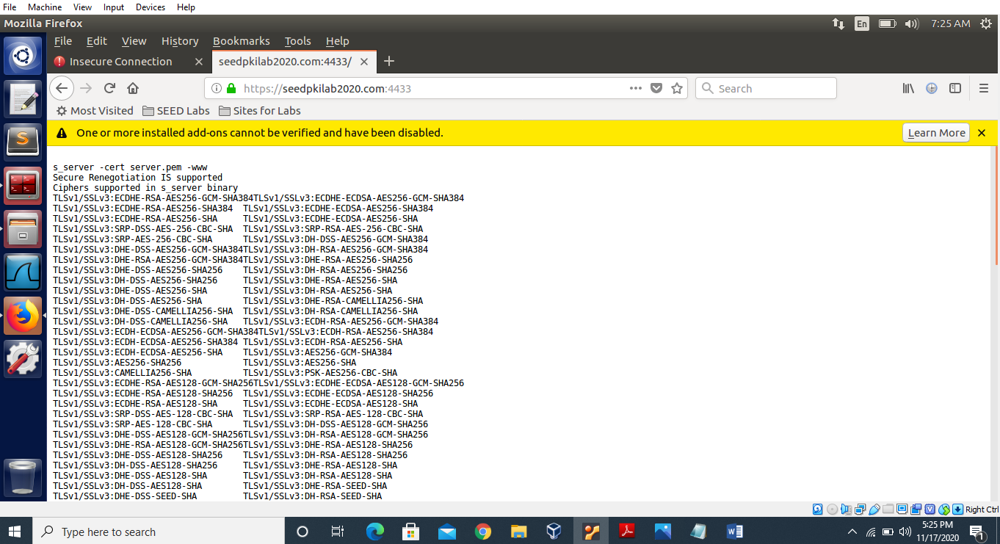 File Machine View Input Devices Help
Mozilla Firefox En 7:25 AM
File Edit View History Bookmarks Tools Help
Insecure Connection seedpkilab2020.com:4433/
https://seedpkilab2020.com:4433 Search
Most Visited SEED Labs Sites for Labs
One or more installed add-ons cannot be verified and have been disabled. Learn More
s_server -cert server.pem -www
Secure Renegotiation IS supported
Ciphers supported in s_server binary
TLSv1/SSLv3:ECDHE-RSA-AES256-GCM-SHA384TLSv1/SSLv3:ECDHE-ECDSA-AES256-GCM-SHA384
TLSv1/SSLv3:ECDHE-RSA-AES256-SHA384 TLSv1/SSLv3:ECDHE-ECDSA-AES256-SHA384
TLSv1/SSLv3:ECDHE-RSA-AES256-SHA TLSv1/SSLv3:ECDHE-ECDSA-AES256-SHA
TLSv1/SSLv3:SRP-DSS-AES-256-CBC-SHA TLSv1/SSLv3:SRP-RSA-AES-256-CBC-SHA
TLSv1/SSLv3:SRP-AES-256-CBC-SHA TLSv1/SSLv3:DH-DSS-AES256-GCM-SHA384
TLSv1/SSLv3:DHE-DSS-AES256-GCM-SHA384TLSv1/SSLv3:DH-RSA-AES256-GCM-SHA384
TLSv1/SSLv3:DHE-RSA-AES256-GCM-SHA384TLSv1/SSLv3:DHE-RSA-AES256-SHA256
TLSv1/SSLv3:DHE-DSS-AES256-SHA256 TLSv1/SSLv3:DH-RSA-AES256-SHA256
TLSv1/SSLv3:DH-DSS-AES256-SHA256 TLSv1/SSLv3:DHE-RSA-AES256-SHA
TLSv1/SSLv3:DHE-DSS-AES256-SHA TLSv1/SSLv3:DH-RSA-AES256-SHA
TLSv1/SSLv3:DH-DSS-AES256-SHA TLSv1/SSLv3:DHE-RSA-CAMELLIA256-SHA
TLSv1/SSLv3:DHE-DSS-CAMELLIA256-SHA TLSv1/SSLv3:DH-RSA-CAMELLIA256-SHA
TLSv1/SSLv3:DH-DSS-CAMELLIA256-SHA TLSv1/SSLv3:ECDH-RSA-AES256-GCM-SHA384
TLSv1/SSLv3:ECDH-ECDSA-AES256-GCM-SHA384TLSv1/SSLv3:ECDH-RSA-AES256-SHA384
TLSv1/SSLv3:ECDH-ECDSA-AES256-SHA384 TLSv1/SSLv3:ECDH-RSA-AES256-SHA
TLSv1/SSLv3:ECDH-ECDSA-AES256-SHA TLSv1/SSLv3:AES256-GCM-SHA384
TLSv1/SSLv3:AES256-SHA256 TLSv1/SSLv3:AES256-SHA
TLSv1/SSLv3:CAMELLIA256-SHA TLSv1/SSLv3:PSK-AES256-CBC-SHA
TLSv1/SSLv3:ECDHE-RSA-AES128-GCM-SHA256TLSv1/SSLv3:ECDHE-ECDSA-AES128-GCM-SHA256
TLSv1/SSLv3:ECDHE-RSA-AES128-SHA256 TLSv1/SSLv3:ECDHE-ECDSA-AES128-SHA256
TLSv1/SSLv3:ECDHE-RSA-AES128-SHA TLSv1/SSLv3:ECDHE-ECDSA-AES128-SHA
TLSv1/SSLv3:SRP-DSS-AES-128-CBC-SHA TLSv1/SSLv3:SRP-RSA-AES-128-CBC-SHA
TLSv1/SSLv3:SRP-AES-128-CBC-SHA TLSv1/SSLv3:DH-DSS-AES128-GCM-SHA256
TLSv1/SSLv3:DHE-DSS-AES128-GCM-SHA256TLSv1/SSLv3:DH-RSA-AES128-GCM-SHA256
TLSv1/SSLv3:DHE-RSA-AES128-GCM-SHA256TLSv1/SSLv3:DHE-RSA-AES128-SHA256
TLSv1/SSLv3:DHE-DSS-AES128-SHA256 TLSv1/SSLv3:DH-RSA-AES128-SHA256
TLSv1/SSLv3:DH-DSS-AES128-SHA256 TLSv1/SSLv3:DHE-RSA-AES128-SHA
TLSv1/SSLv3:DHE-DSS-AES128-SHA TLSv1/SSLv3:DH-RSA-AES128-SHA
TLSv1/SSLv3:DH-DSS-AES128-SHA TLSv1/SSLv3:DHE-RSA-SEED-SHA
TLSv1/SSLv3:DHE-DSS-SEED-SHA TLSv1/SSLv3:DH-RSA-SEED-SHA
Right Ctrl
Type here to search 5:25 PM
11/17/2020 1